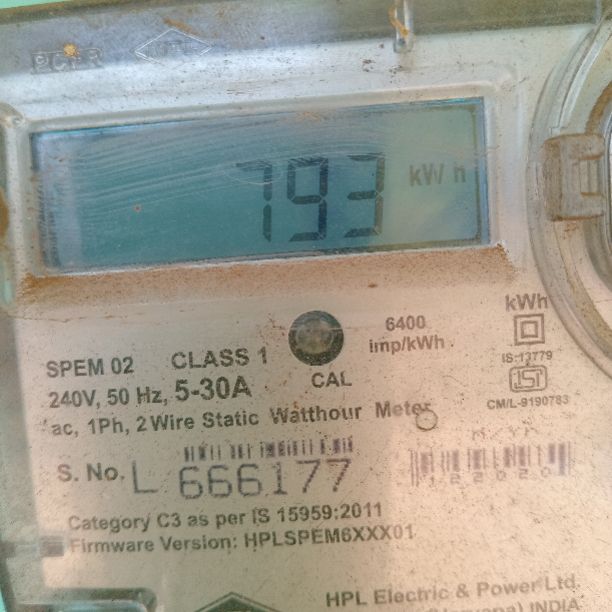 793 kWh
kWh
6400
imp/kWh
IS:13779
ISI
CM/L-9190783
SPEM 02 CLASS 1
CAL
240V, 50 Hz, 5-30A
ac, 1Ph, 2 Wire Static Watthour Meter
S. No. L 666177
122020
Category C3 as per IS 15959:2011
Firmware Version: HPLSPEM6XXX01
HPL Electric & Power Ltd.
INDIA